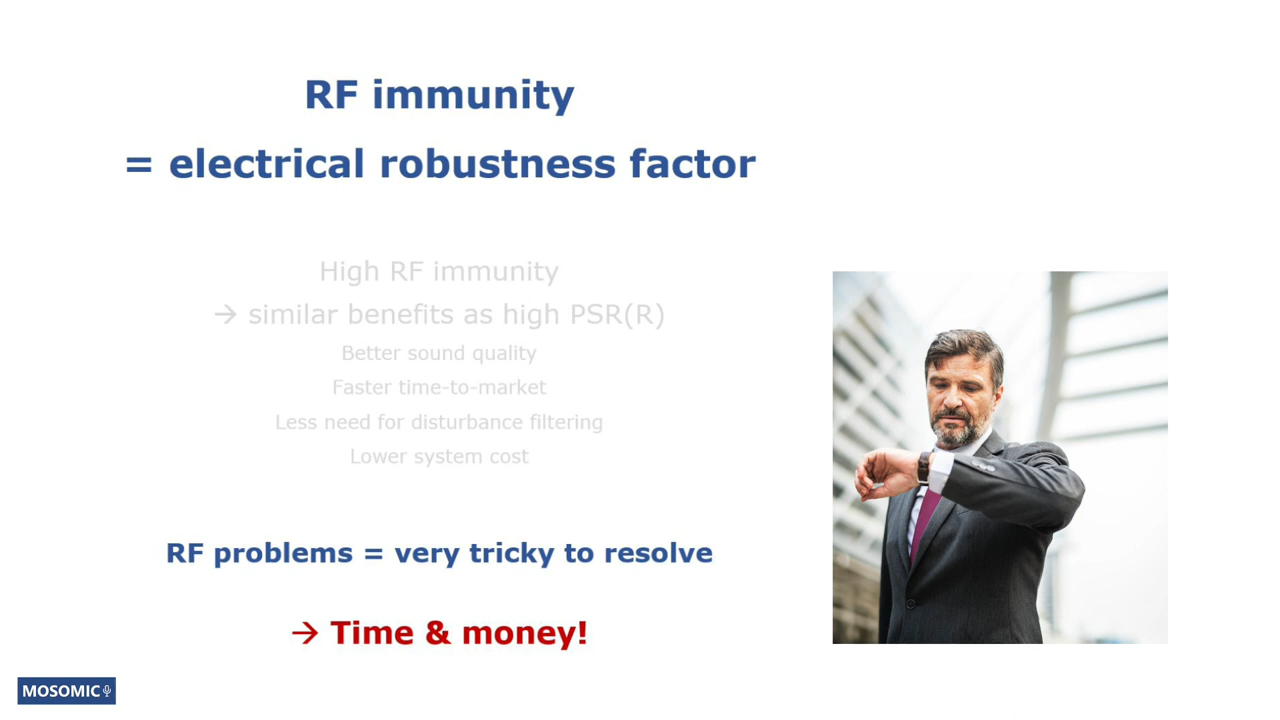 RF immunity
= electrical robustness factor
High RF immunity
→ similar benefits as high PSR(R)
Better sound quality
Faster time-to-market
Less need for disturbance filtering
Lower system cost
RF problems = very tricky to resolve
→ Time & money!
MOSOMIC